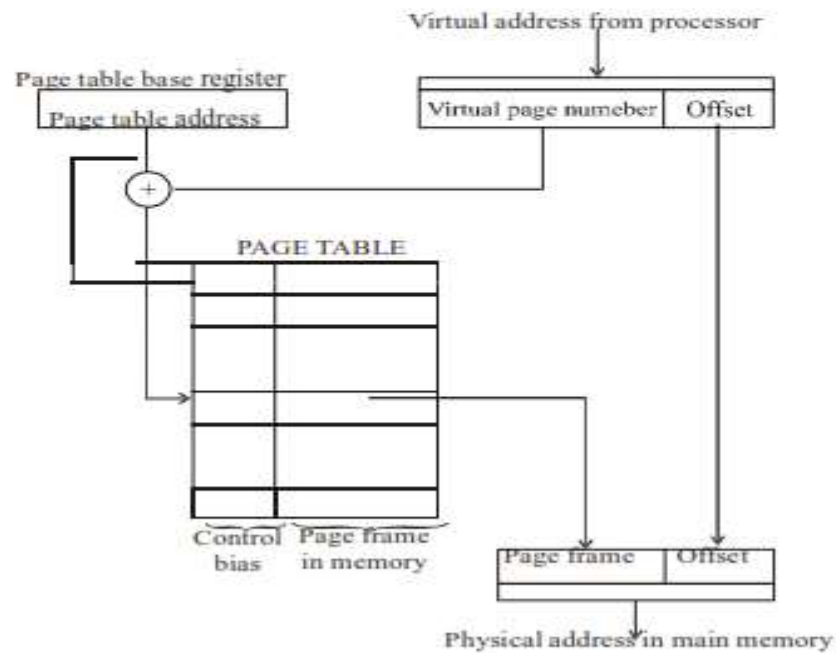 Virtual address from processor
Page table base register
Page table address
Virtual page numeber
Offset
+
PAGE TABLE
Control
bias
Page frame
in memory
Page frame
Offset
Physical address in main memory